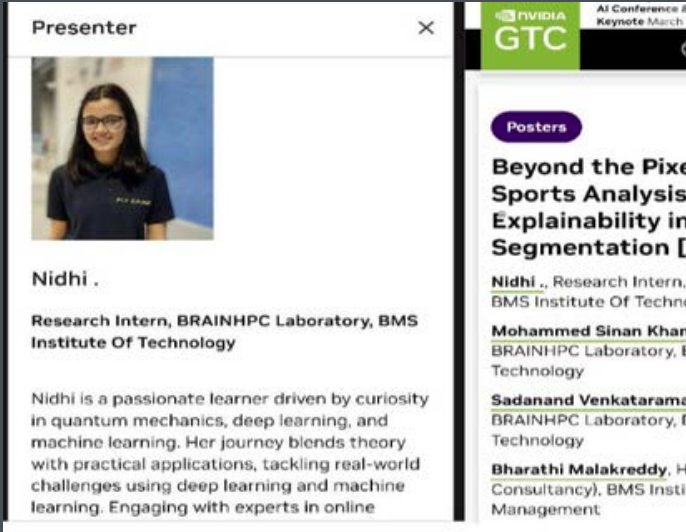 Presenter
Nidhi .
Research Intern, BRAINHPC Laboratory, BMS
Institute Of Technology
Nidhi is a passionate learner driven by curiosity
in quantum mechanics, deep learning, and
machine learning. Her journey blends theory
with practical applications, tackling real-world
challenges using deep learning and machine
learning. Engaging with experts in online
NVIDIA
GTC
AI Conference &
Keynote March
Posters
Beyond the Pixe
Sports Analysis
Explainability in
Segmentation [
Nidhi ., Research Intern,
BMS Institute Of Techno
Mohammed Sinan Khan
BRAINHPC Laboratory, B
Technology
Sadanand Venkatarama
BRAINHPC Laboratory, B
Technology
Bharathi Malakreddy, H
Consultancy), BMS Insti
Management